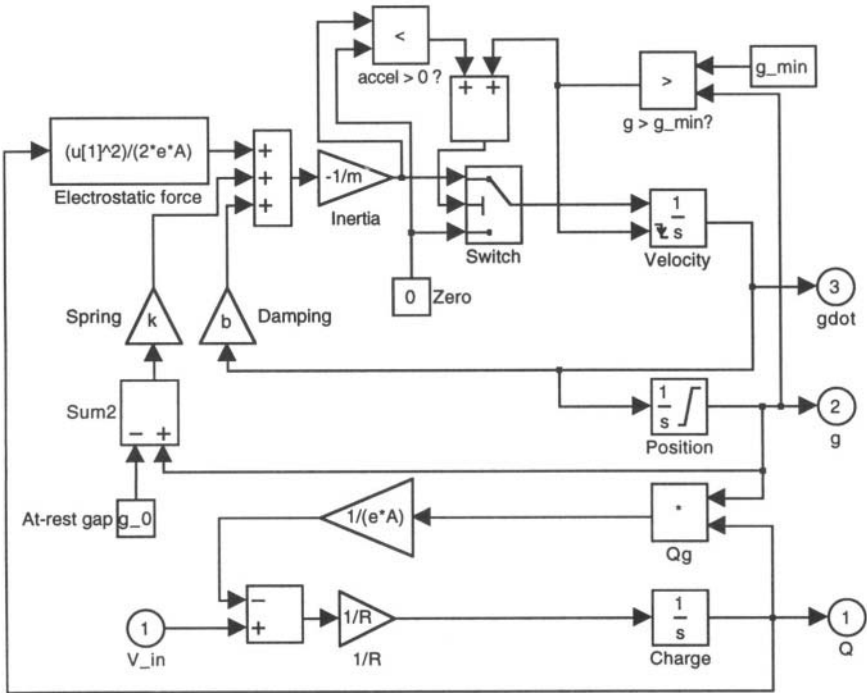 <
accel > 0 ?
+ +
>
g > g_min?
g_min
(u[1]^2)/(2*e*A)
Electrostatic force
+
+
+
-1/m
Inertia
Switch
0
Zero
1
s
Velocity
3
gdot
Spring
k
b
Damping
Sum2
− +
At-rest gap
g_0
1
s
Position
2
g
1/(e*A)
*
Qg
1
V_in
−
+
1/R
1/R
1
s
Charge
1
Q